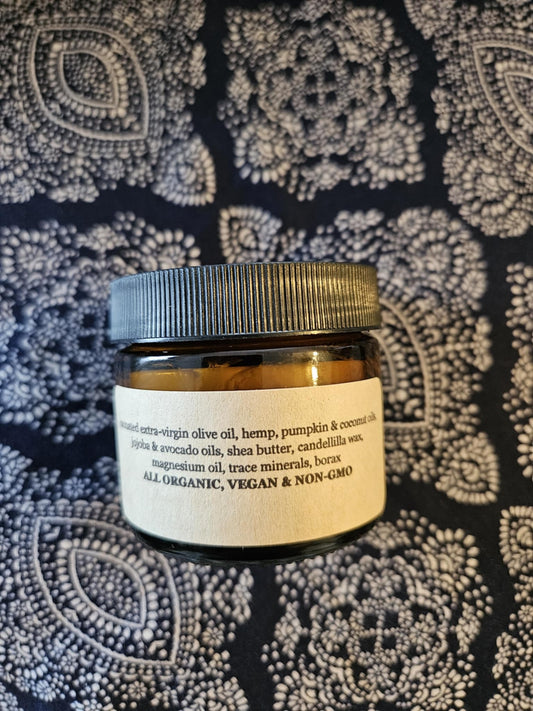 extra-virgin olive oil, hemp, pumpkin & coconut oils,
jojoba & avocado oils, shea butter, candellilla wax,
magnesium oil, trace minerals, borax
ALL ORGANIC, VEGAN & NON-GMO